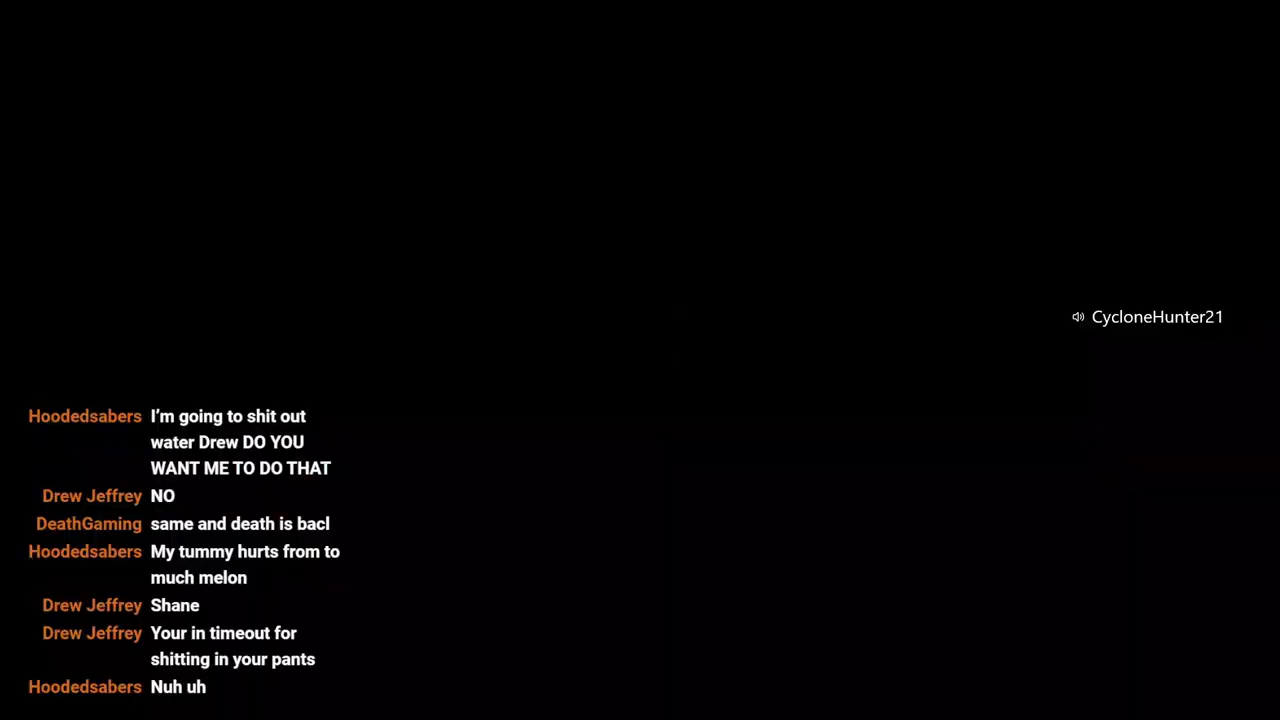 CycloneHunter21
Hoodedsabers I’m going to shit out
water Drew DO YOU
WANT ME TO DO THAT
Drew Jeffrey NO
DeathGaming same and death is bacl
Hoodedsabers My tummy hurts from to
much melon
Drew Jeffrey Shane
Drew Jeffrey Your in timeout for
shitting in your pants
Hoodedsabers Nuh uh